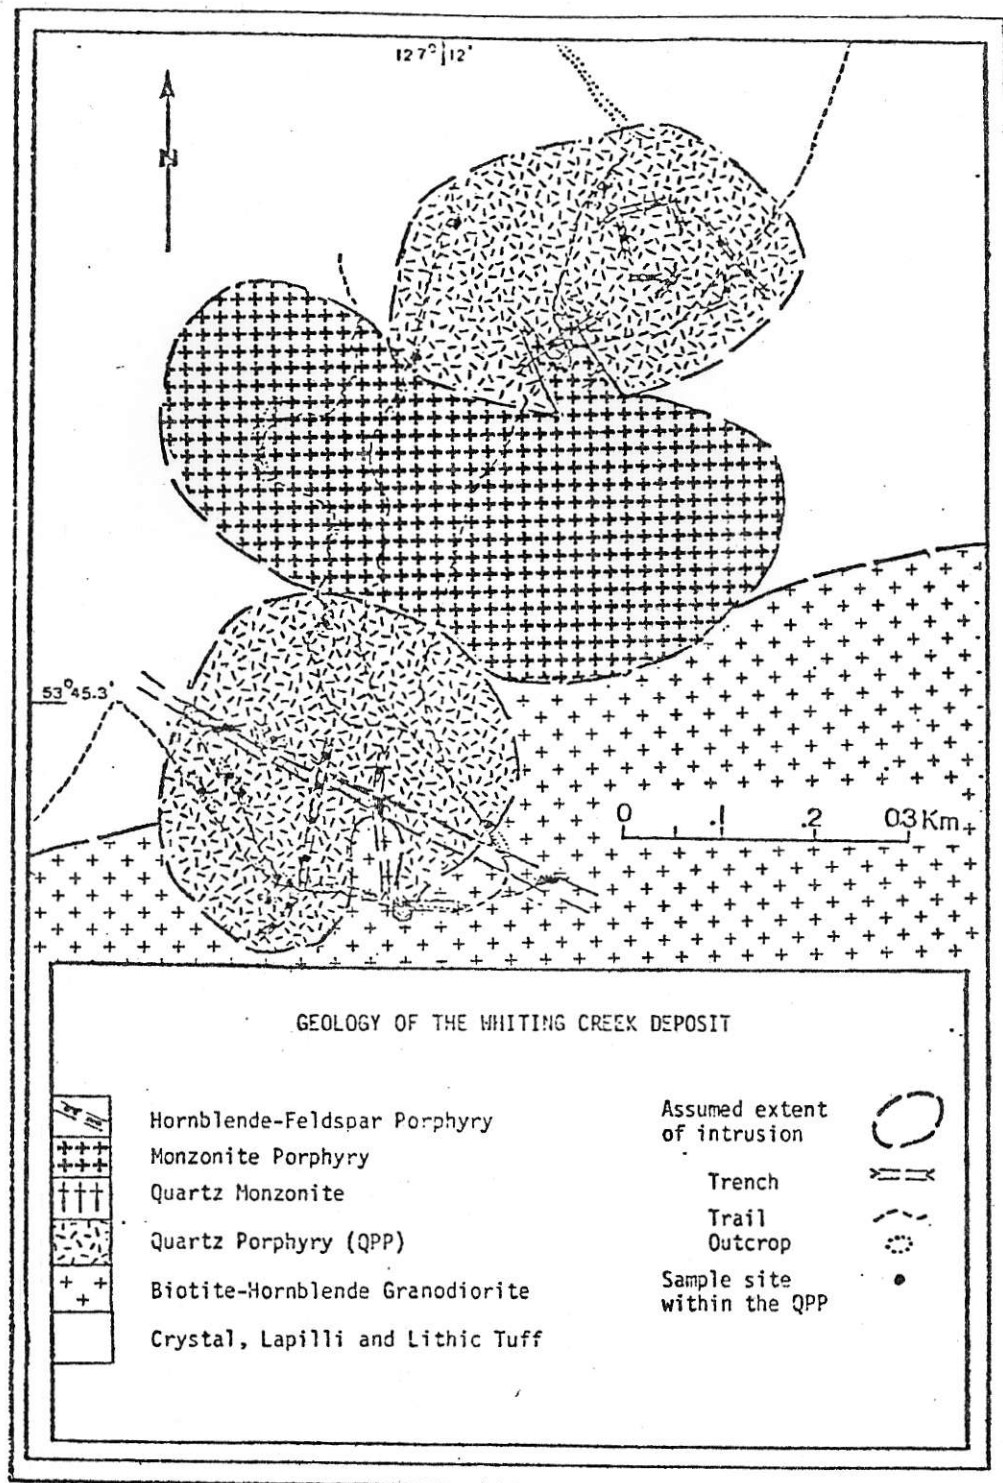 127° 12'
N
53° 45.3'
0 .1 .2 0.3 Km.
GEOLOGY OF THE WHITING CREEK DEPOSIT
Hornblende-Feldspar Porphyry
Monzonite Porphyry
Quartz Monzonite
Quartz Porphyry (QPP)
Biotite-Hornblende Granodiorite
Crystal, Lapilli and Lithic Tuff
Assumed extent
of intrusion
Trench
Trail
Outcrop
Sample site
within the QPP